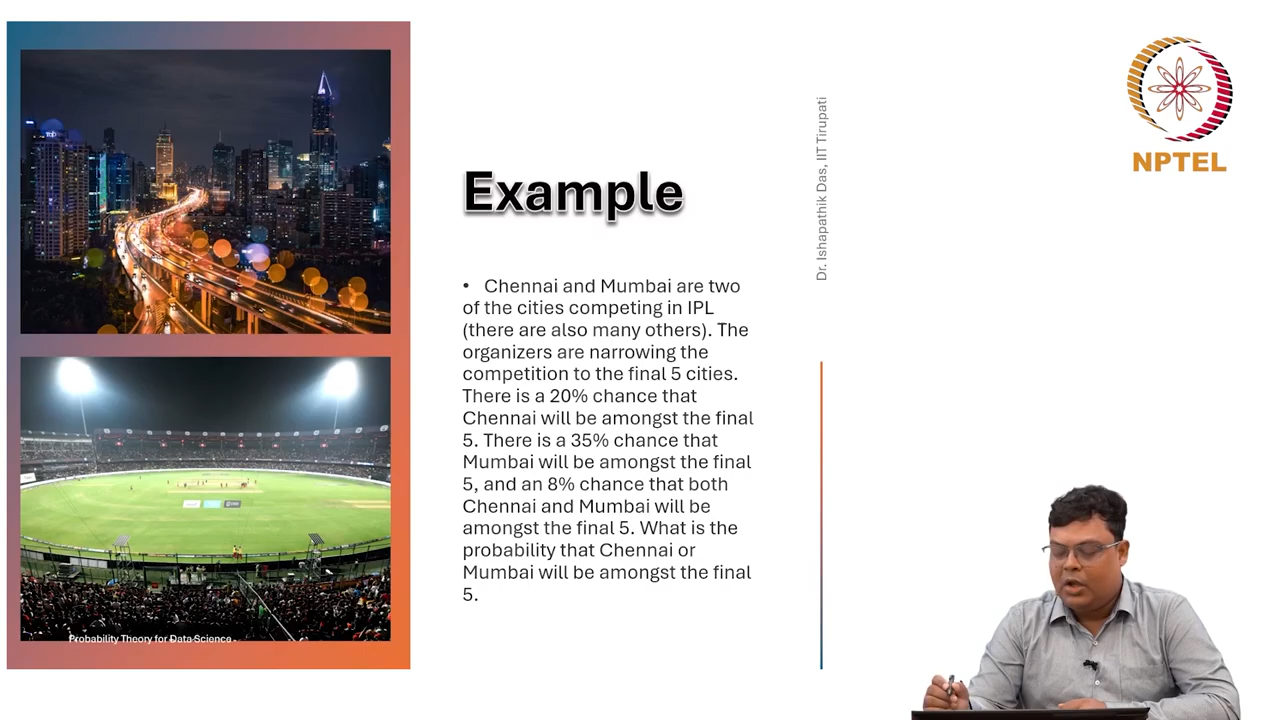 Example
• Chennai and Mumbai are two
of the cities competing in IPL
(there are also many others). The
organizers are narrowing the
competition to the final 5 cities.
There is a 20% chance that
Chennai will be amongst the final
5. There is a 35% chance that
Mumbai will be amongst the final
5, and an 8% chance that both
Chennai and Mumbai will be
amongst the final 5. What is the
probability that Chennai or
Mumbai will be amongst the final
5.
Probability Theory for Data Science -
Dr. Ishapathik Das, IIT Tirupati
NPTEL